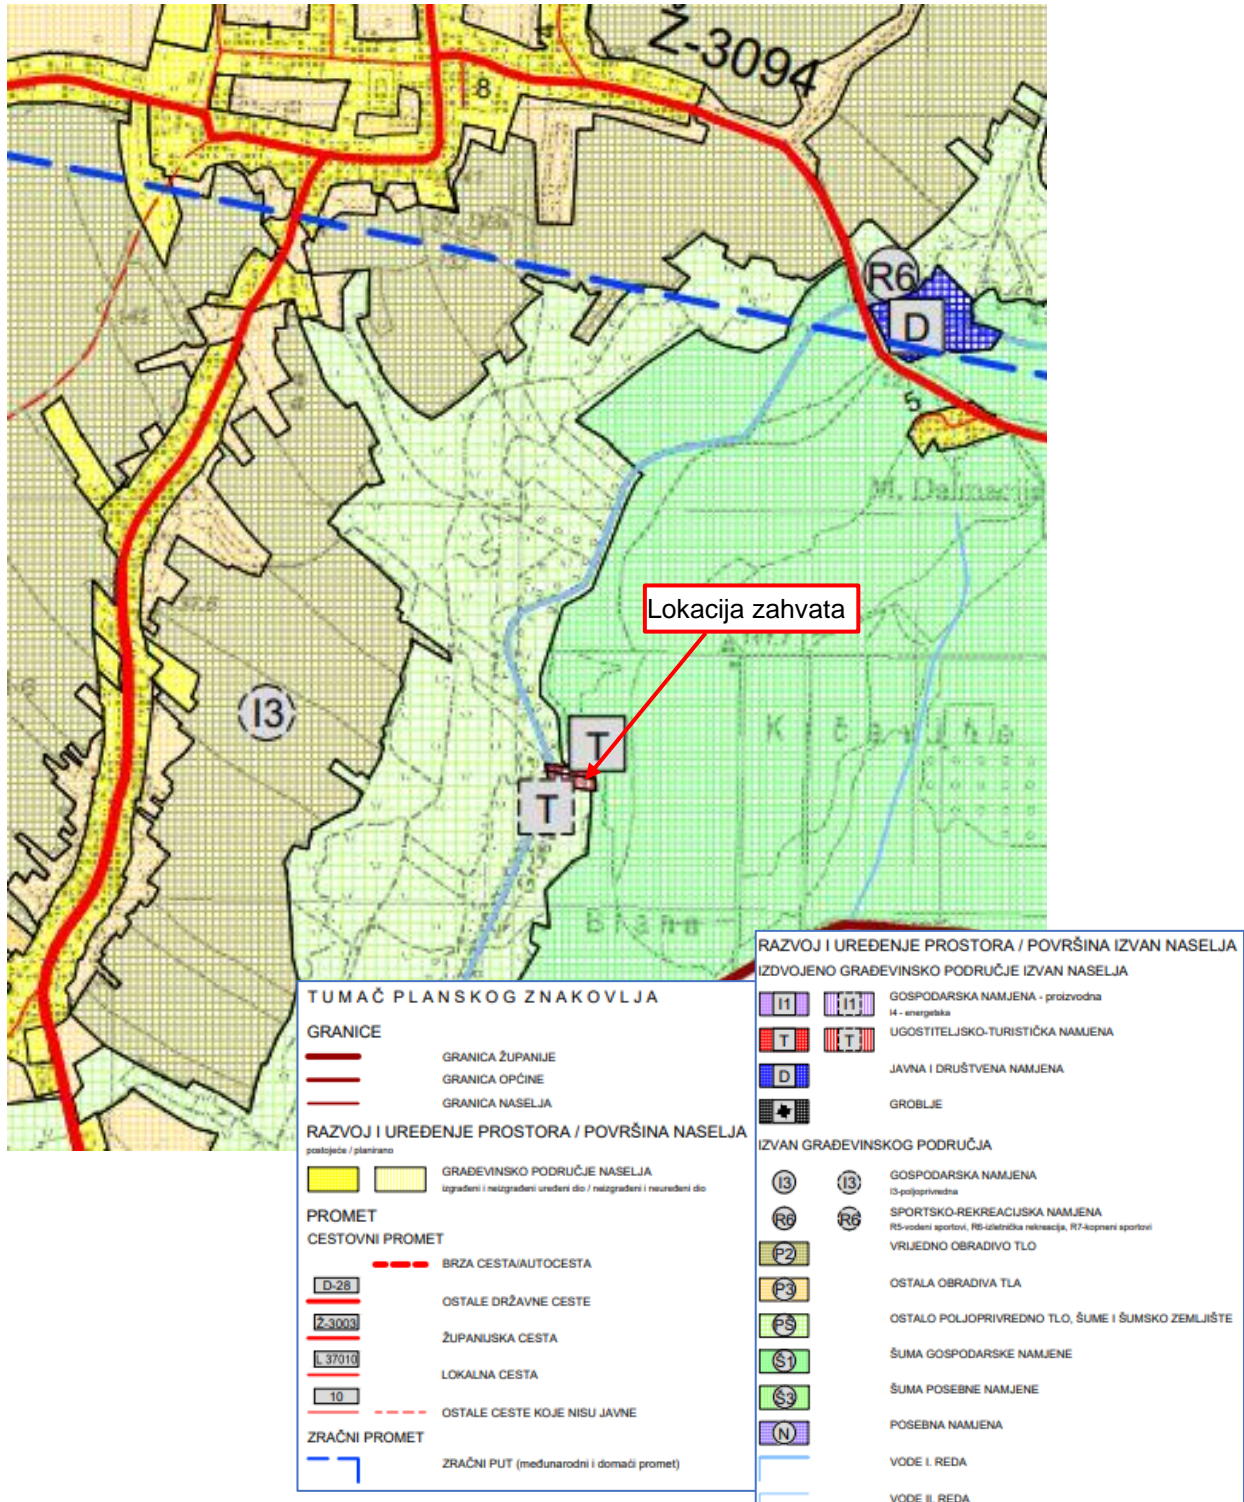 Ž-3094
8
R6
D
5
M. Dalmacija
Lokacija zahvata
I3
T
T
TUMAČ PLANSKOG ZNAKOVLJA
GRANICE
GRANICA ŽUPANIJE
GRANICA OPĆINE
GRANICA NASELJA
RAZVOJ I UREĐENJE PROSTORA / POVRŠINA NASELJA
postojeće / planirano
GRAĐEVINSKO PODRUČJE NASELJA
izgrađeni i neizgrađeni uređeni dio / neizgrađeni i neuređeni dio
PROMET
CESTOVNI PROMET
BRZA CESTA/AUTOCESTA
D-28
OSTALE DRŽAVNE CESTE
Ž-3003
ŽUPANIJSKA CESTA
L 37010
LOKALNA CESTA
10
OSTALE CESTE KOJE NISU JAVNE
ZRAČNI PROMET
ZRAČNI PUT (međunarodni i domaći promet)
RAZVOJ I UREĐENJE PROSTORA / POVRŠINA IZVAN NASELJA
IZDVOJENO GRAĐEVINSKO PODRUČJE IZVAN NASELJA
I1 I1 GOSPODARSKA NAMJENA - proizvodna
I4 - energetska
T T UGOSTITELJSKO-TURISTIČKA NAMJENA
D JAVNA I DRUŠTVENA NAMJENA
GROBLJE
IZVAN GRAĐEVINSKOG PODRUČJA
I3 I3 GOSPODARSKA NAMJENA
I3-poljoprivredna
R6 R6 SPORTSKO-REKREACIJSKA NAMJENA
R5-vodeni sportovi, R6-izletnička rekreacija, R7-kopneni sportovi
P2 VRIJEDNO OBRADIVO TLO
P3 OSTALA OBRADIVA TLA
PŠ OSTALO POLJOPRIVREDNO TLO, ŠUME I ŠUMSKO ZEMLJIŠTE
Š1 ŠUMA GOSPODARSKE NAMJENE
Š3 ŠUMA POSEBNE NAMJENE
N POSEBNA NAMJENA
VODE I. REDA
VODE II. REDA